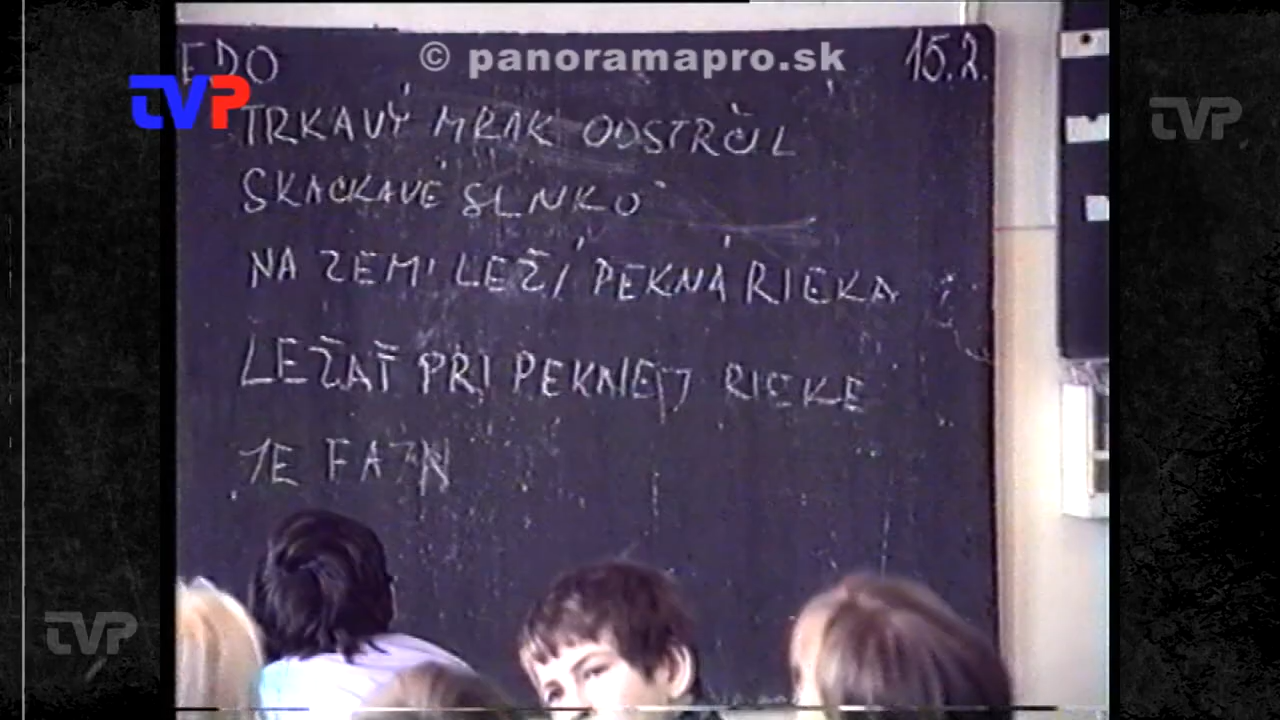 EDO
© panoramapro.sk
15.2.
TVP
TVP
TRKAVÝ MRAK ODSTRČIL
SKACKAVÉ SLNKO
NA ZEMI LEŽÍ PEKNÁ RIEKA
LEŽAŤ PRI PEKNEJ RIEKE
JE FAJN
TVP